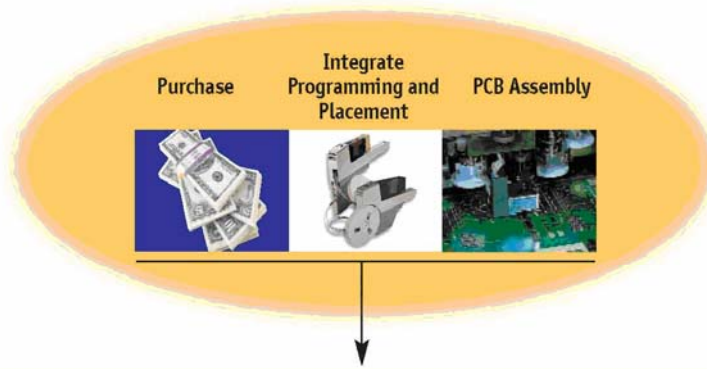 Purchase
Integrate
Programming and
Placement
PCB Assembly